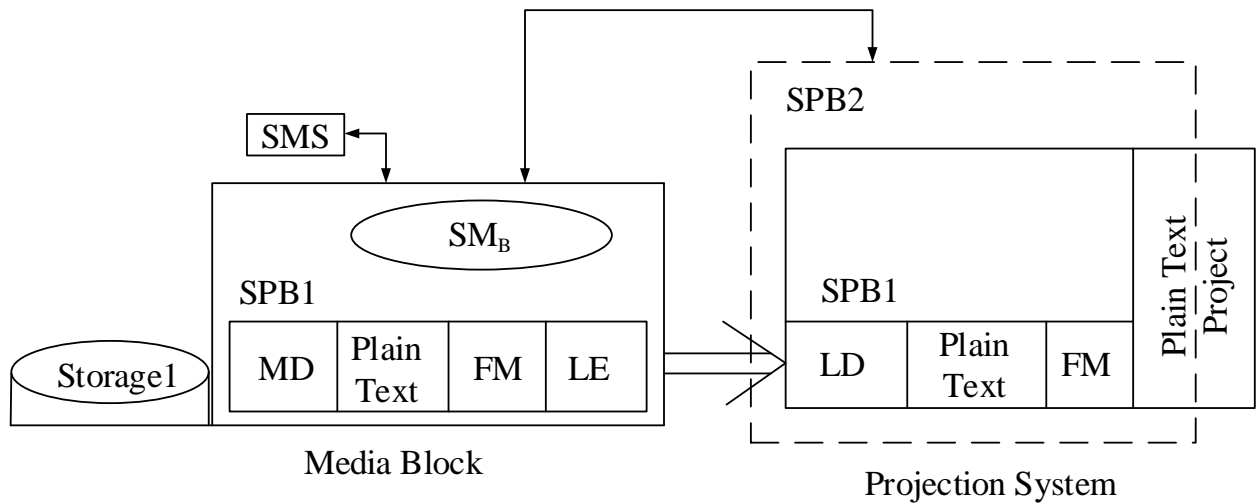 SPB2
SMS
SM_B
SPB1
MD
Plain
Text
FM
LE
Storage1
Media Block
SPB1
LD
Plain
Text
FM
Plain Text
Project
Projection System